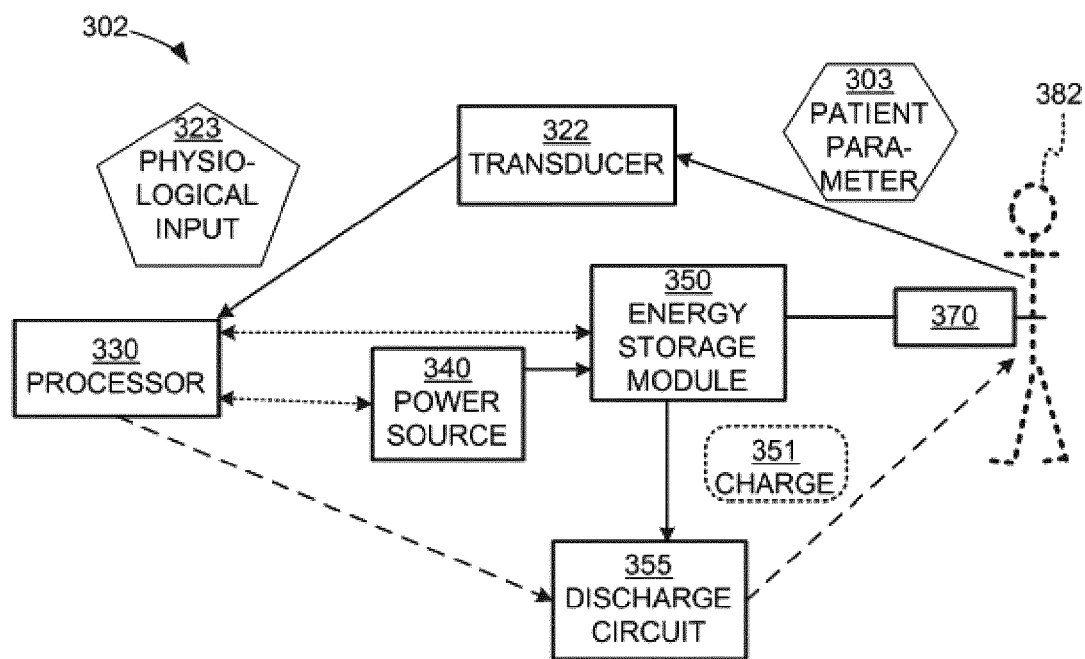 302
323
PHYSIO-
LOGICAL
INPUT
322
TRANSDUCER
303
PATIENT
PARA-
METER
382
330
PROCESSOR
340
POWER
SOURCE
350
ENERGY
STORAGE
MODULE
370
351
CHARGE
355
DISCHARGE
CIRCUIT